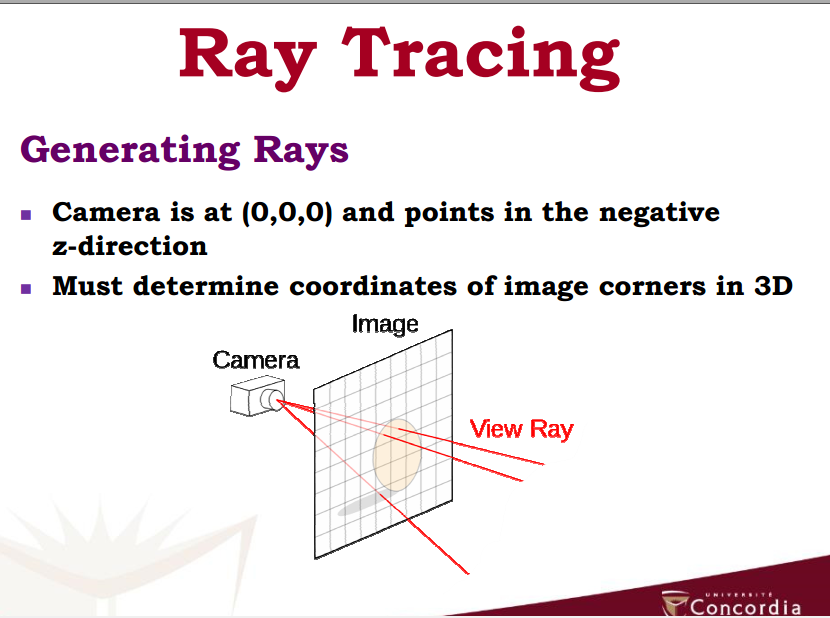 Ray Tracing
Generating Rays
Camera is at (0,0,0) and points in the negative
z-direction
Must determine coordinates of image corners in 3D
Image
Camera
View Ray
UNIVERSITÉ
Concordia